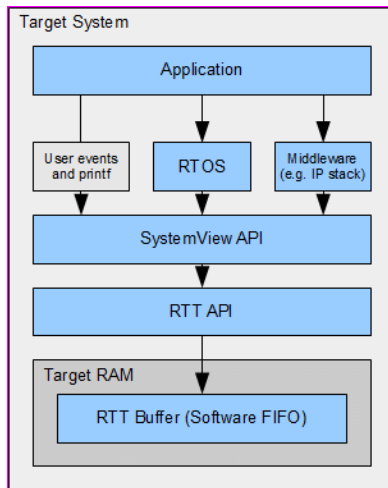 Target System
Application
User events
and printf
RTOS
Middleware
(e.g. IP stack)
SystemView API
RTT API
Target RAM
RTT Buffer (Software FIFO)